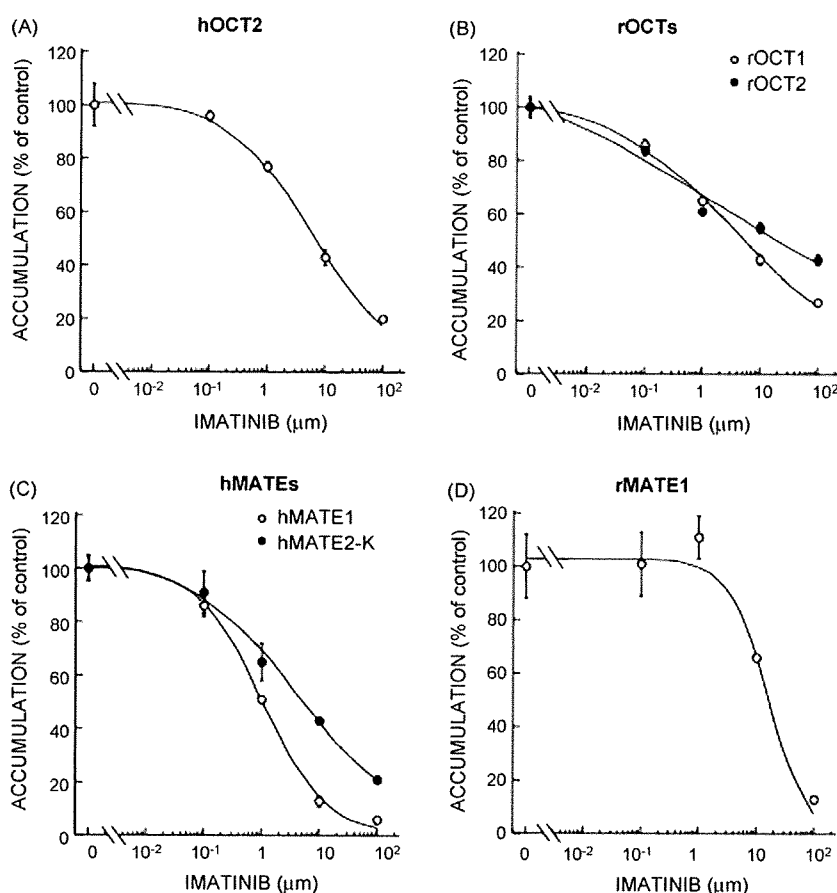 (A)
hOCT2
ACCUMULATION (% of control)
120
100
80
60
40
20
0
0 10-2 10-1 1 10 102
IMATINIB (μm)
(B)
rOCTs
rOCT1
rOCT2
ACCUMULATION (% of control)
120
100
80
60
40
20
0
0 10-2 10-1 1 10 102
IMATINIB (μm)
(C)
hMATEs
hMATE1
hMATE2-K
ACCUMULATION (% of control)
120
100
80
60
40
20
0
0 10-2 10-1 1 10 102
IMATINIB (μm)
(D)
rMATE1
ACCUMULATION (% of control)
120
100
80
60
40
20
0
0 10-2 10-1 1 10 102
IMATINIB (μm)